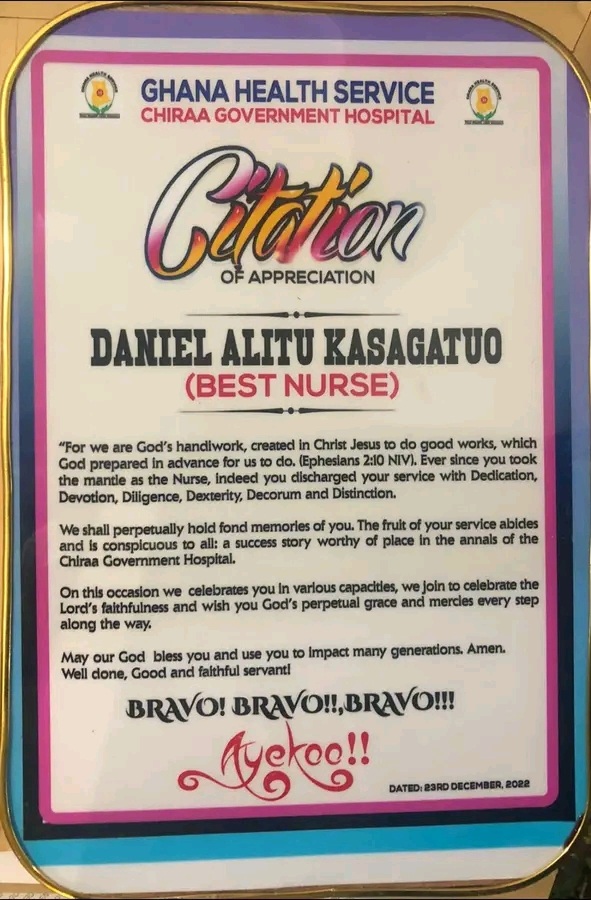 GHANA HEALTH SERVICE
CHIRAA GOVERNMENT HOSPITAL
GHANA HEALTH SERVICE
GHANA HEALTH SERVICE
Citation
OF APPRECIATION
DANIEL ALITU KASAGATUO
(BEST NURSE)
“For we are God's handiwork, created in Christ Jesus to do good works, which
God prepared in advance for us to do. (Ephesians 2:10 NIV). Ever since you took
the mantle as the Nurse, indeed you discharged your service with Dedication,
Devotion, Diligence, Dexterity, Decorum and Distinction.
We shall perpetually hold fond memories of you. The fruit of your service abides
and is conspicuous to all: a success story worthy of place in the annals of the
Chiraa Government Hospital.
On this occasion we celebrates you in various capacities, we join to celebrate the
Lord's faithfulness and wish you God's perpetual grace and mercies every step
along the way.
May our God bless you and use you to impact many generations. Amen.
Well done, Good and faithful servant!
BRAVO! BRAVO!!,BRAVO!!!
Ayekoo!!
DATED: 23RD DECEMBER, 2022